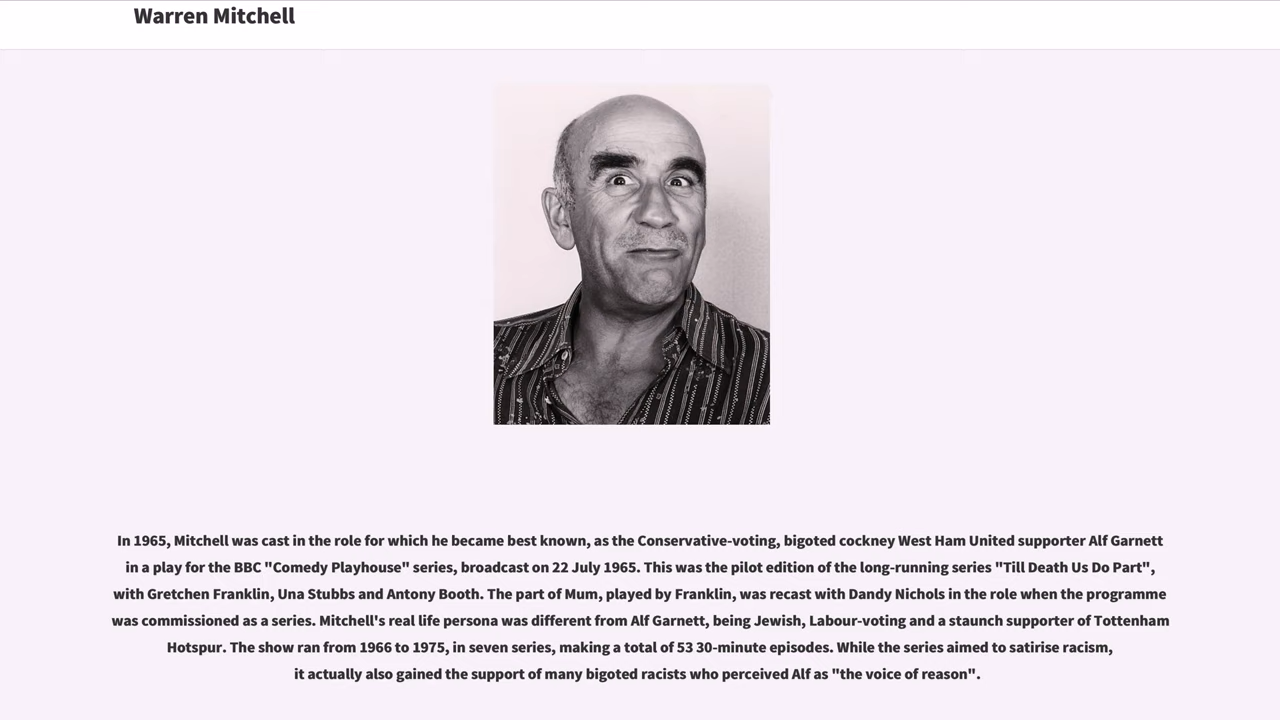 Warren Mitchell
In 1965, Mitchell was cast in the role for which he became best known, as the Conservative-voting, bigoted cockney West Ham United supporter Alf Garnett
in a play for the BBC "Comedy Playhouse" series, broadcast on 22 July 1965. This was the pilot edition of the long-running series "Till Death Us Do Part",
with Gretchen Franklin, Una Stubbs and Antony Booth. The part of Mum, played by Franklin, was recast with Dandy Nichols in the role when the programme
was commissioned as a series. Mitchell's real life persona was different from Alf Garnett, being Jewish, Labour-voting and a staunch supporter of Tottenham
Hotspur. The show ran from 1966 to 1975, in seven series, making a total of 53 30-minute episodes. While the series aimed to satirise racism,
it actually also gained the support of many bigoted racists who perceived Alf as "the voice of reason".